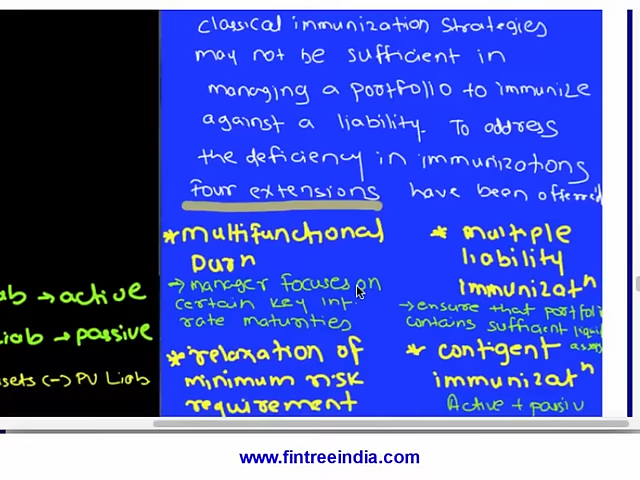 classical immunization strategies
may not be sufficient in
managing a portfolio to immunize
against a liability. To address
the deficiency in immunizations
four extensions have been offered
*multifunctional
Durn
→ manager focuses on
certain key int.
rate maturities
*relaxation of
minimum risk
requirement
* multiple
liability
immunizatn
→ensure that portfoli
contains sufficient liquid
assets
* contigent
immunizatn
Active + passiv
ab → active
iab → passive
sets (-) PV Liab
www.fintreeindia.com